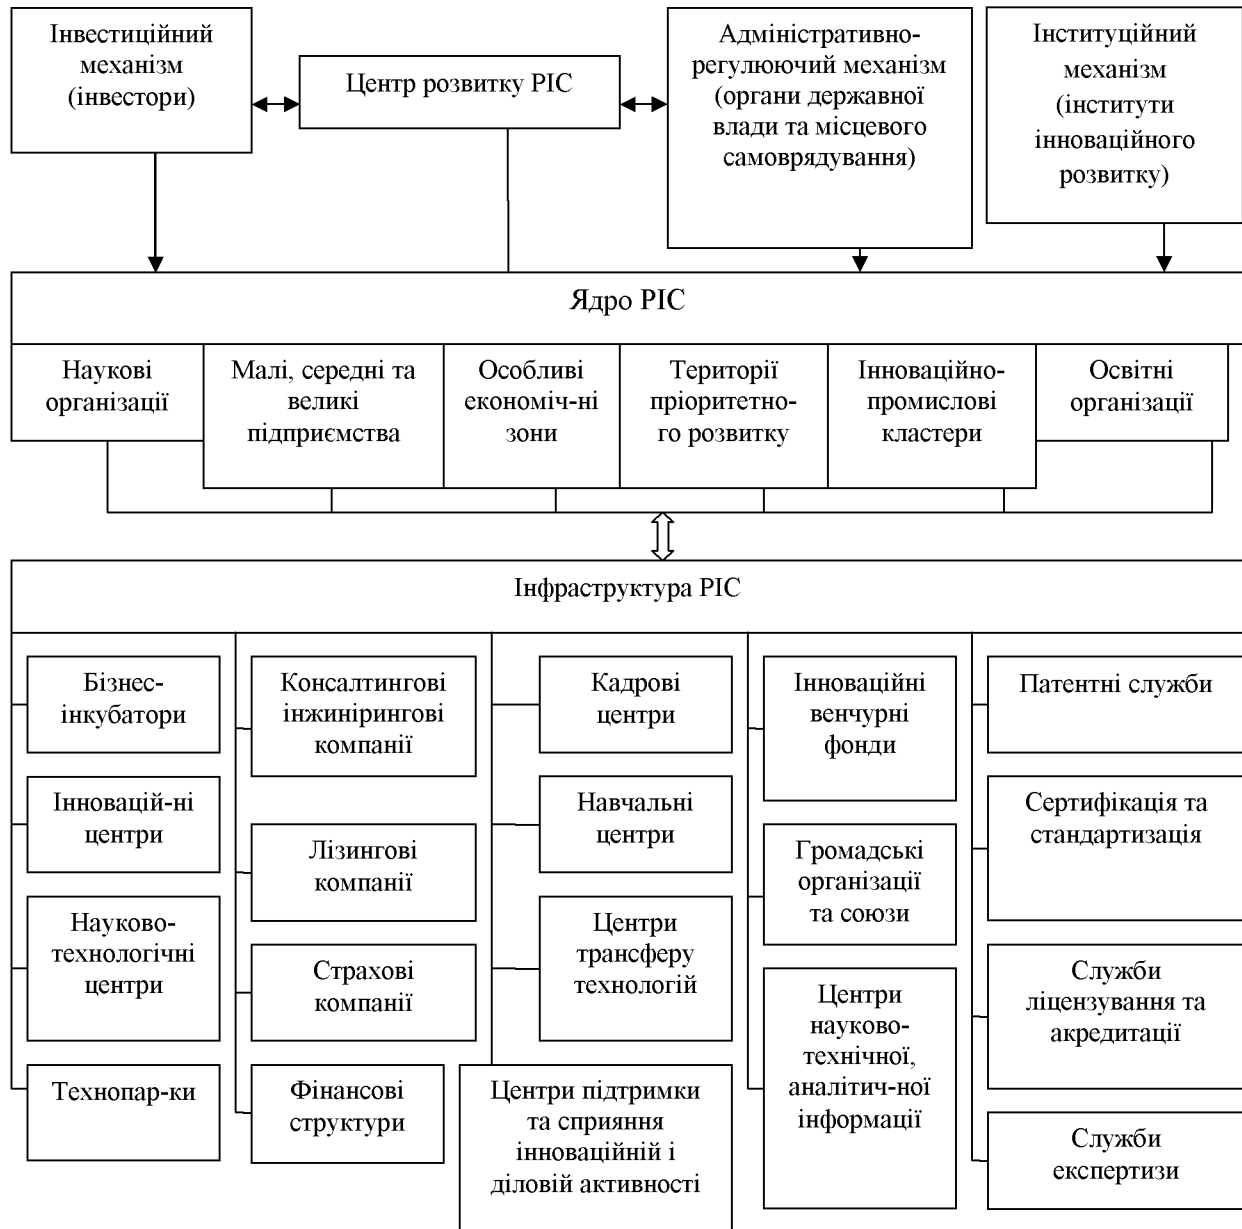 Інвестиційний
механізм
(інвестори)
Центр розвитку РІС
Адміністративно-
регулюючий механізм
(органи державної
влади та місцевого
самоврядування)
Інституційний
механізм
(інститути
інноваційного
розвитку)
Ядро РІС
Наукові
організації
Малі, середні та
великі
підприємства
Особливі
економіч-ні
зони
Території
пріоритетно-
го розвитку
Інноваційно-
промислові
кластери
Освітні
організації
Інфраструктура РІС
Бізнес-
інкубатори
Інновацій-ні
центри
Науково-
технологічні
центри
Технопар-ки
Консалтингові
інжинірингові
компанії
Лізингові
компанії
Страхові
компанії
Фінансові
структури
Кадрові
центри
Навчальні
центри
Центри
трансферу
технологій
Центри підтримки
та сприяння
інноваційній і
діловій активності
Інноваційні
венчурні
фонди
Громадські
організації
та союзи
Центри
науково-
технічної,
аналітич-ної
інформації
Патентні служби
Сертифікація та
стандартизація
Служби
ліцензування та
акредитації
Служби
експертизи